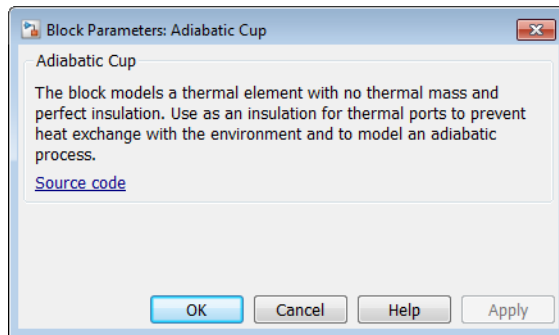 Block Parameters: Adiabatic Cup
Adiabatic Cup
The block models a thermal element with no thermal mass and
perfect insulation. Use as an insulation for thermal ports to prevent
heat exchange with the environment and to model an adiabatic
process.
Source code
OK Cancel Help Apply